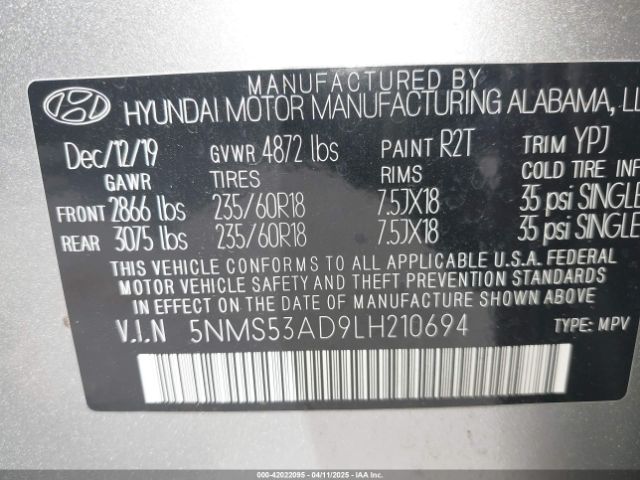 MANUFACTURED BY
HYUNDAI MOTOR MANUFACTURING ALABAMA, LL
Dec/12/19 GVWR 4872 lbs PAINT R2T TRIM YPJ
GAWR TIRES RIMS COLD TIRE INF
FRONT 2866 lbs 235/60R18 7.5JX18 35 psi SINGLE
REAR 3075 lbs 235/60R18 7.5JX18 35 psi SINGLE
THIS VEHICLE CONFORMS TO ALL APPLICABLE U.S.A. FEDERAL
MOTOR VEHICLE SAFETY AND THEFT PREVENTION STANDARDS
IN EFFECT ON THE DATE OF MANUFACTURE SHOWN ABOVE.
V.I.N 5NMS53AD9LH210694 TYPE: MPV
000-42022095 - 04/11/2025 - COPYRIGHT